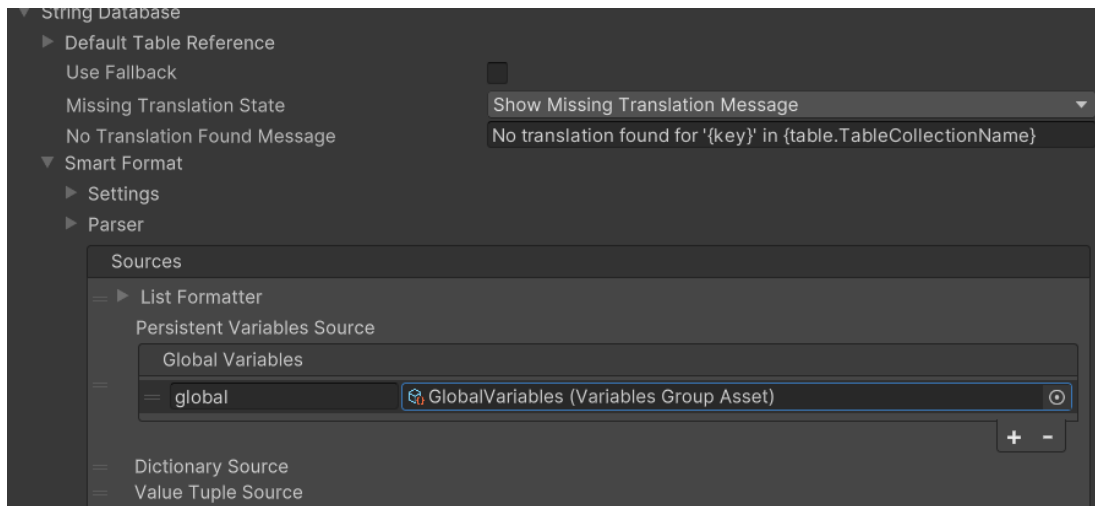 String Database
Default Table Reference
Use Fallback
Missing Translation State Show Missing Translation Message
No Translation Found Message No translation found for '{key}' in {table.TableCollectionName}
Smart Format
Settings
Parser
Sources
List Formatter
Persistent Variables Source
Global Variables
global GlobalVariables (Variables Group Asset)
+ -
Dictionary Source
Value Tuple Source